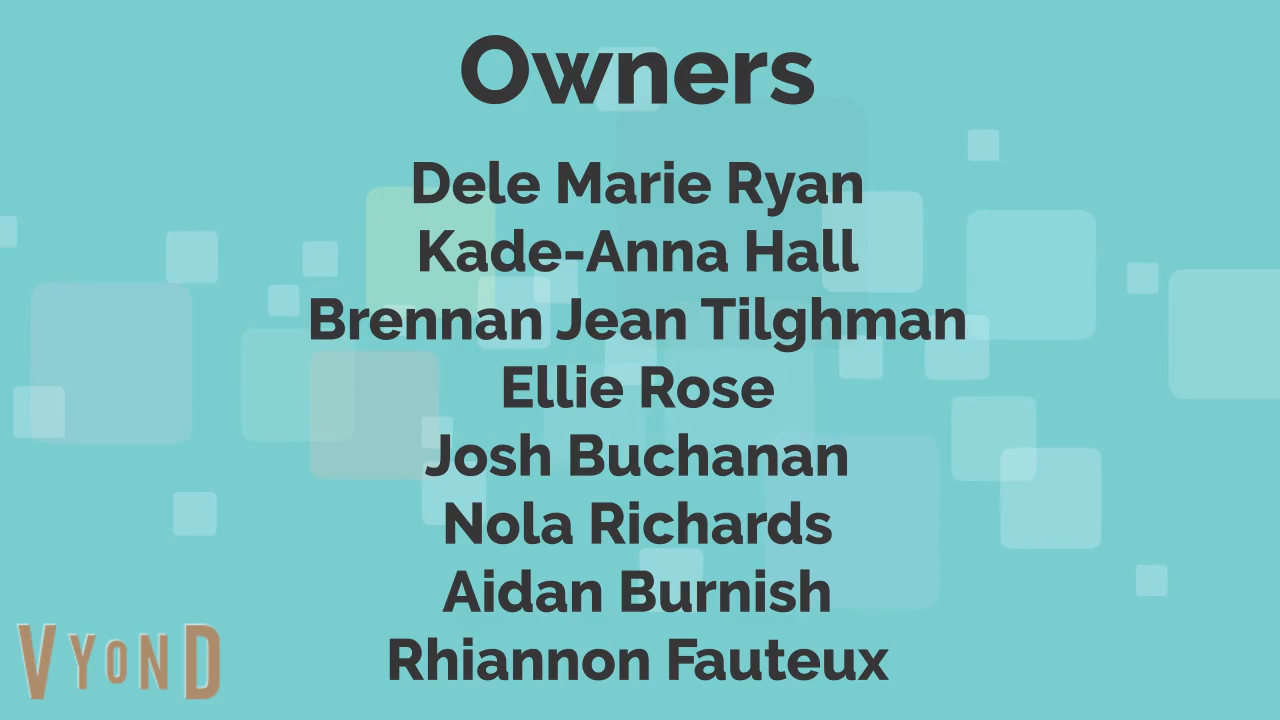 Owners
Dele Marie Ryan
Kade-Anna Hall
Brennan Jean Tilghman
Ellie Rose
Josh Buchanan
Nola Richards
Aidan Burnish
Rhiannon Fauteux
VYOND